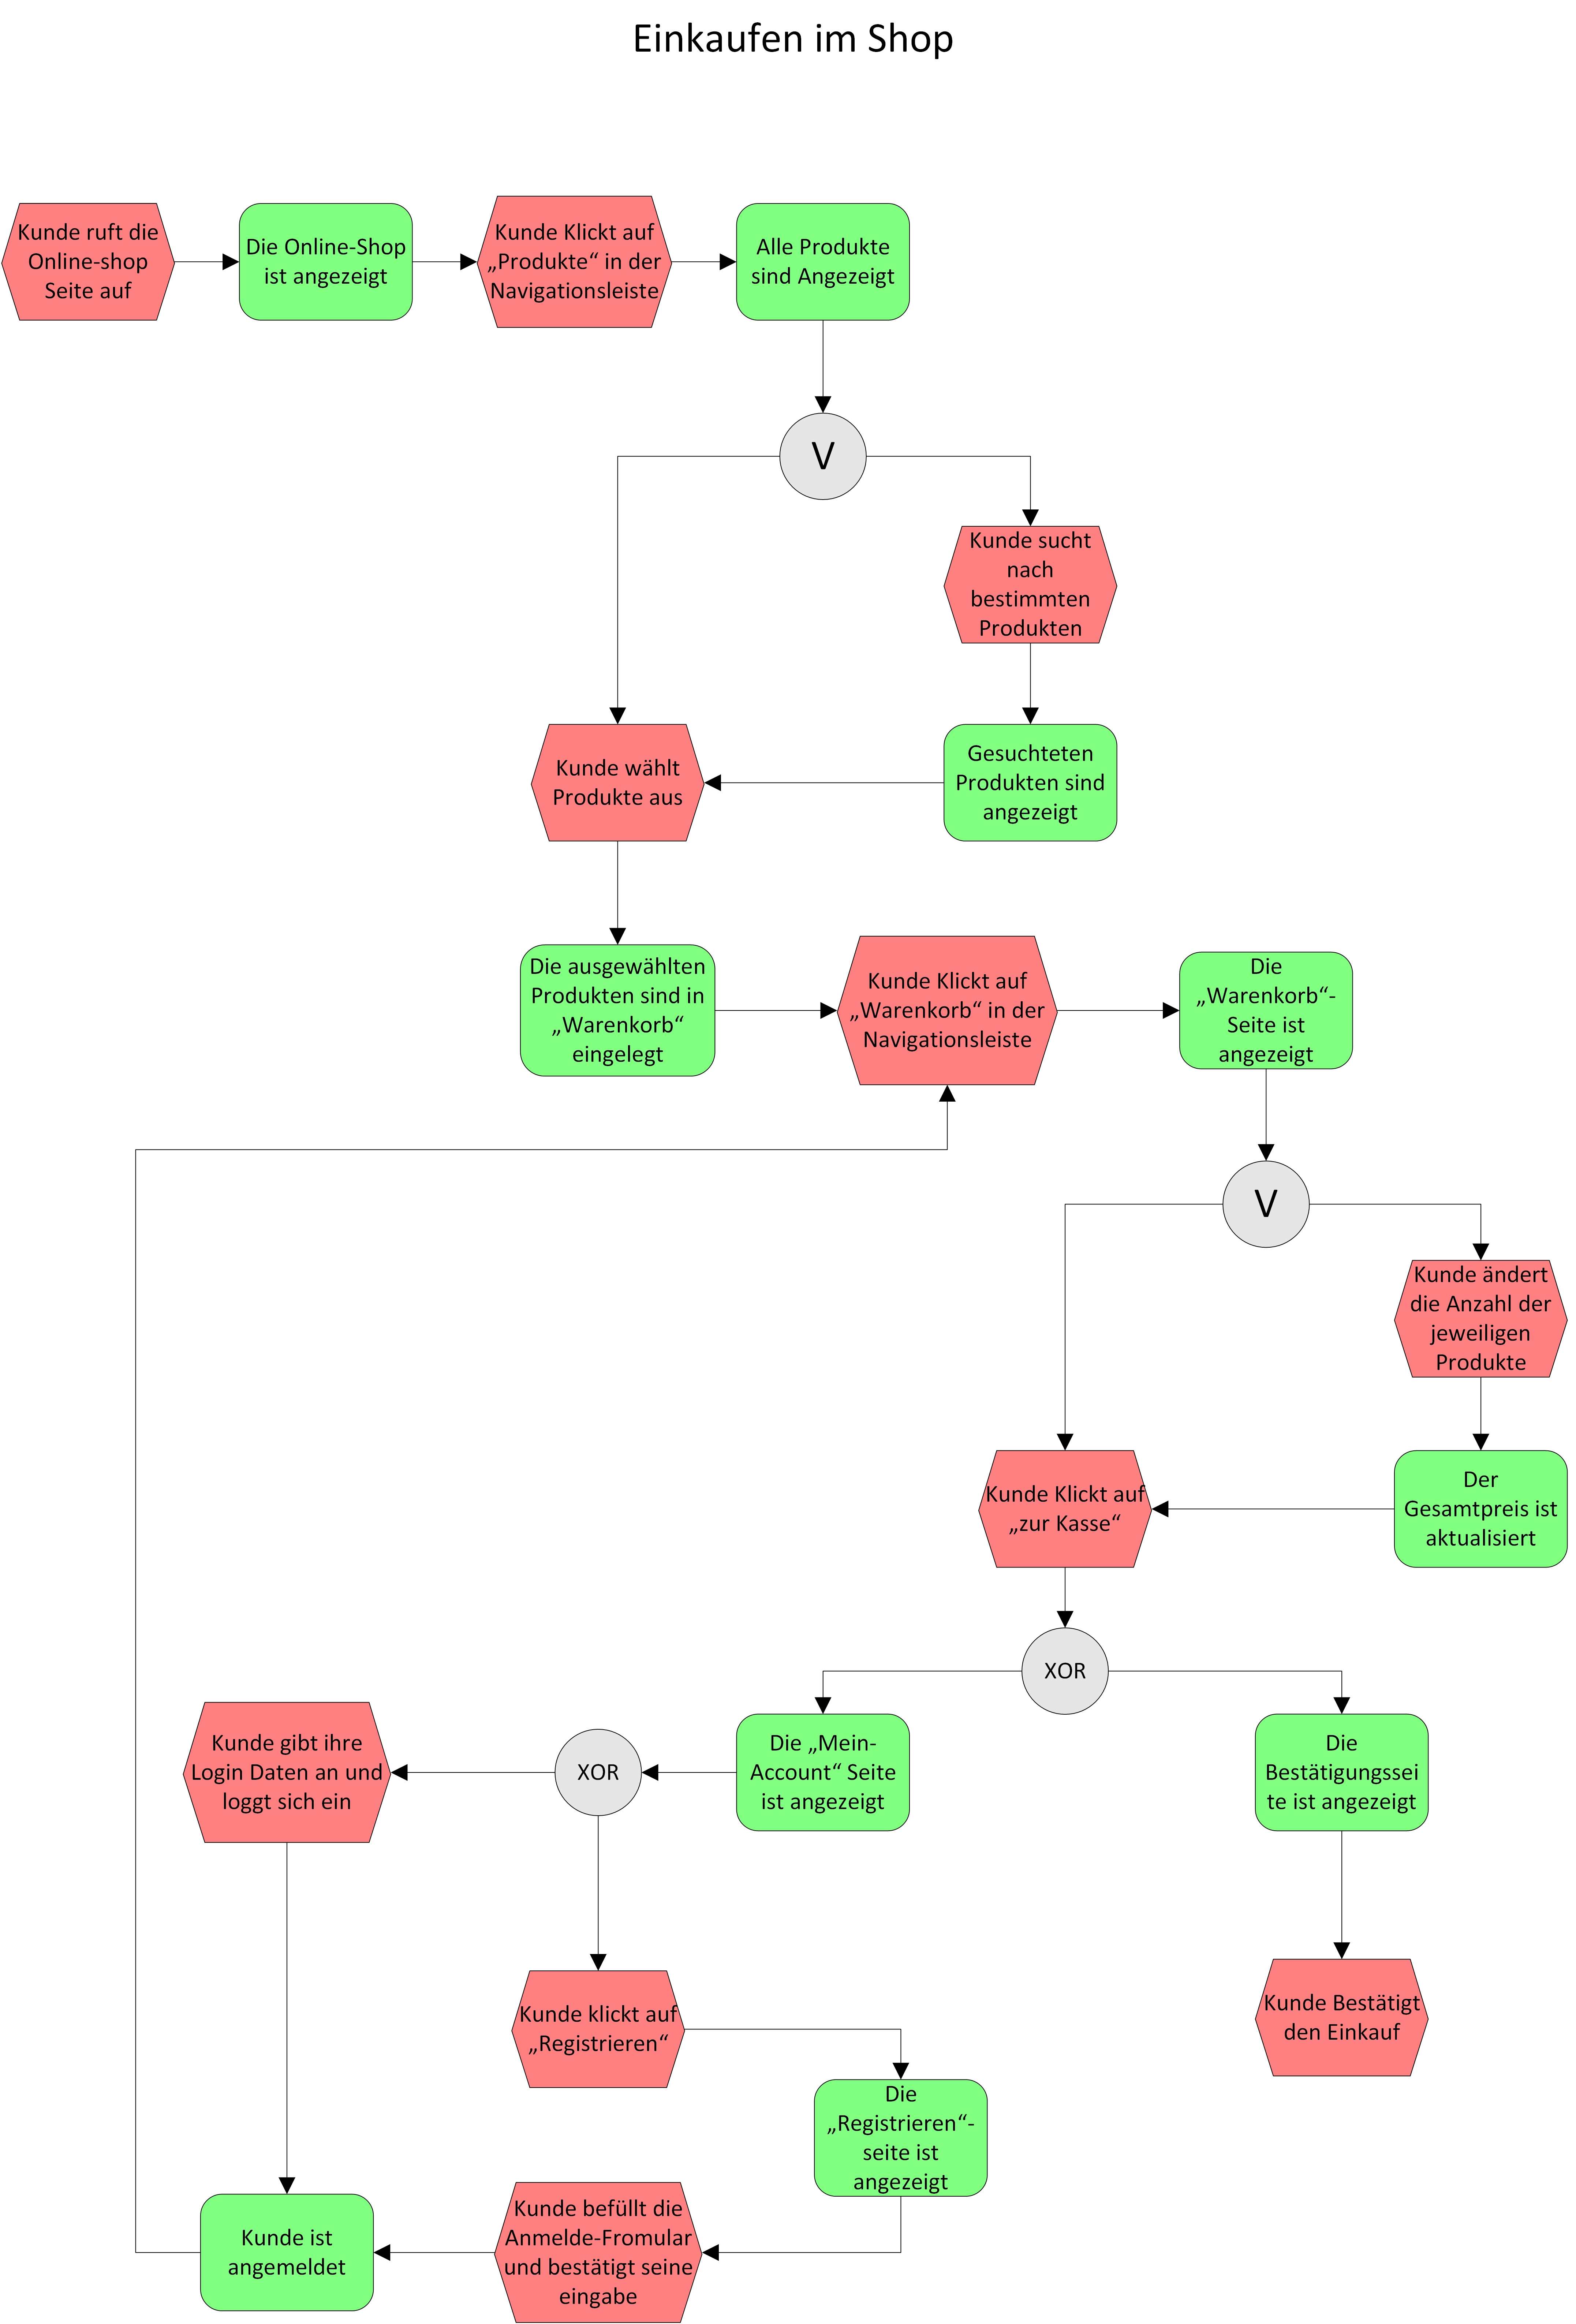 Einkaufen im Shop
Kunde ruft die
Online-shop
Seite auf
Die Online-Shop
ist angezeigt
Kunde Klickt auf
„Produkte“ in der
Navigationsleiste
Alle Produkte
sind Angezeigt
V
Kunde sucht
nach
bestimmten
Produkten
Kunde wählt
Produkte aus
Gesuchteten
Produkten sind
angezeigt
Die ausgewählten
Produkten sind in
„Warenkorb“
eingelegt
Kunde Klickt auf
„Warenkorb“ in der
Navigationsleiste
Die
„Warenkorb“-
Seite ist
angezeigt
V
Kunde ändert
die Anzahl der
jeweiligen
Produkte
Kunde Klickt auf
„zur Kasse“
Der
Gesamtpreis ist
aktualisiert
XOR
Kunde gibt ihre
Login Daten an und
loggt sich ein
XOR
Die „Mein-
Account“ Seite
ist angezeigt
Die
Bestätigungssei
te ist angezeigt
Kunde klickt auf
„Registrieren“
Kunde Bestätigt
den Einkauf
Die
„Registrieren“-
seite ist
angezeigt
Kunde ist
angemeldet
Kunde befüllt die
Anmelde-Fromular
und bestätigt seine
eingabe